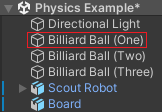 Physics Example*
Directional Light
Billiard Ball (One)
Billiard Ball (Two)
Billiard Ball (Three)
Scout Robot
Board